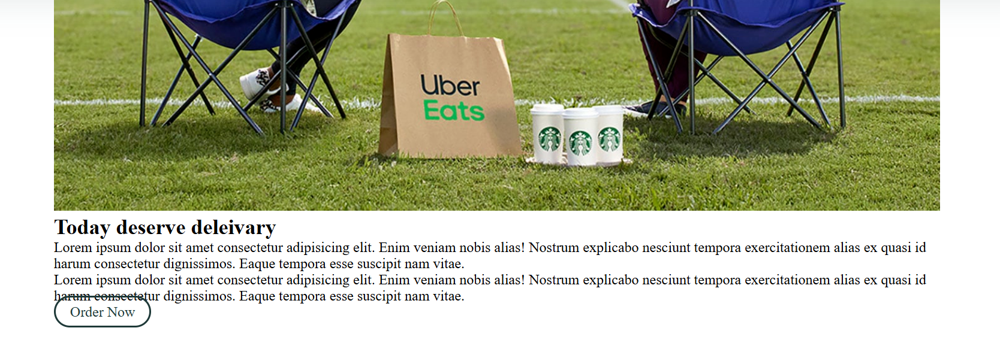 Uber
Eats
Today deserve deleivary
Lorem ipsum dolor sit amet consectetur adipisicing elit. Enim veniam nobis alias! Nostrum explicabo nesciunt tempora exercitationem alias ex quasi id
harum consectetur dignissimos. Eaque tempora esse suscipit nam vitae.
Lorem ipsum dolor sit amet consectetur adipisicing elit. Enim veniam nobis alias! Nostrum explicabo nesciunt tempora exercitationem alias ex quasi id
harum consectetur dignissimos. Eaque tempora esse suscipit nam vitae.
Order Now